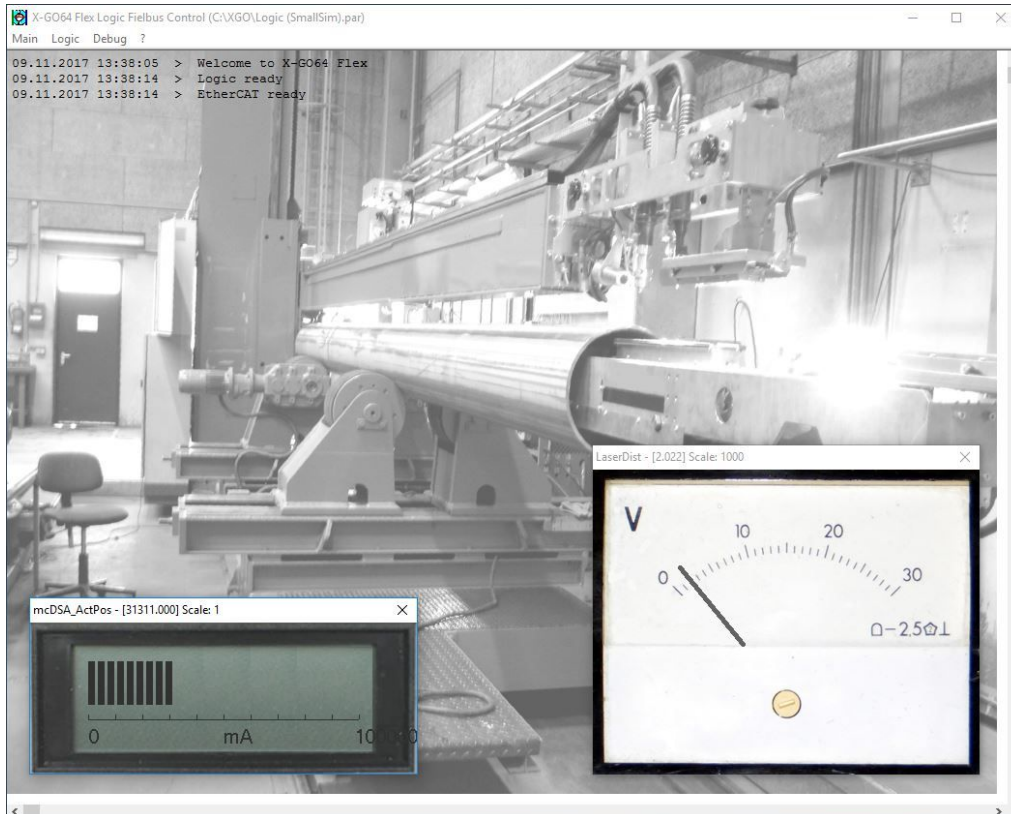 X-GO64 Flex Logic Fielbus Control (C:\XGO\Logic (SmallSim).par)
Main Logic Debug ?
09.11.2017 13:38:05 > Welcome to X-GO64 Flex
09.11.2017 13:38:14 > Logic ready
09.11.2017 13:38:14 > EtherCAT ready
LaserDist - [2.022] Scale: 1000
V
0 10 20 30
2.5
mcDSA_ActPos - [31311.000] Scale: 1
0 mA